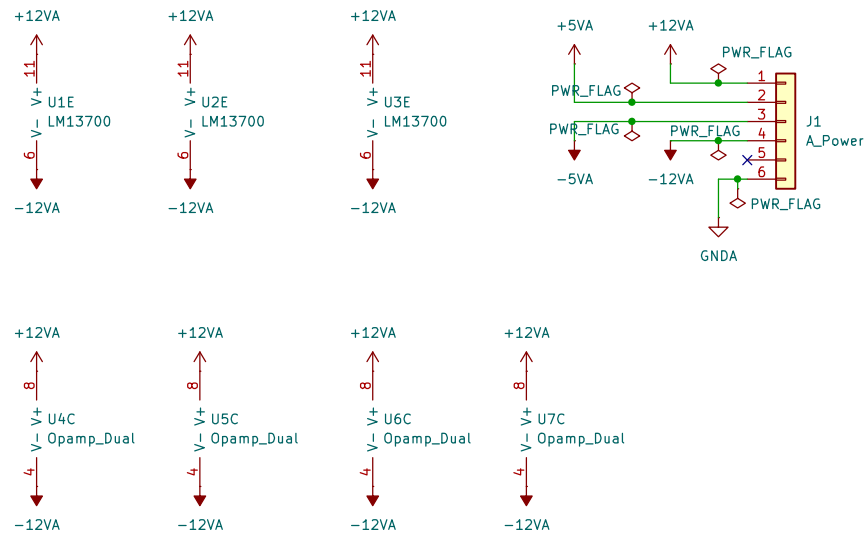 +12VA +12VA +12VA +5VA +12VA
PWR_FLAG
11 11 11 1
PWR_FLAG 2
V+ U1E V+ U2E V+ U3E
V- LM13700 V- LM13700 V- LM13700 3 J1
PWR_FLAG PWR_FLAG 4 A_Power
6 6 6 5
-5VA -12VA 6
-12VA -12VA -12VA PWR_FLAG
GNDA
+12VA +12VA +12VA +12VA
8 8 8 8
V+ U4C V+ U5C V+ U6C V+ U7C
V- Opamp_Dual V- Opamp_Dual V- Opamp_Dual V- Opamp_Dual
4 4 4 4
-12VA -12VA -12VA -12VA